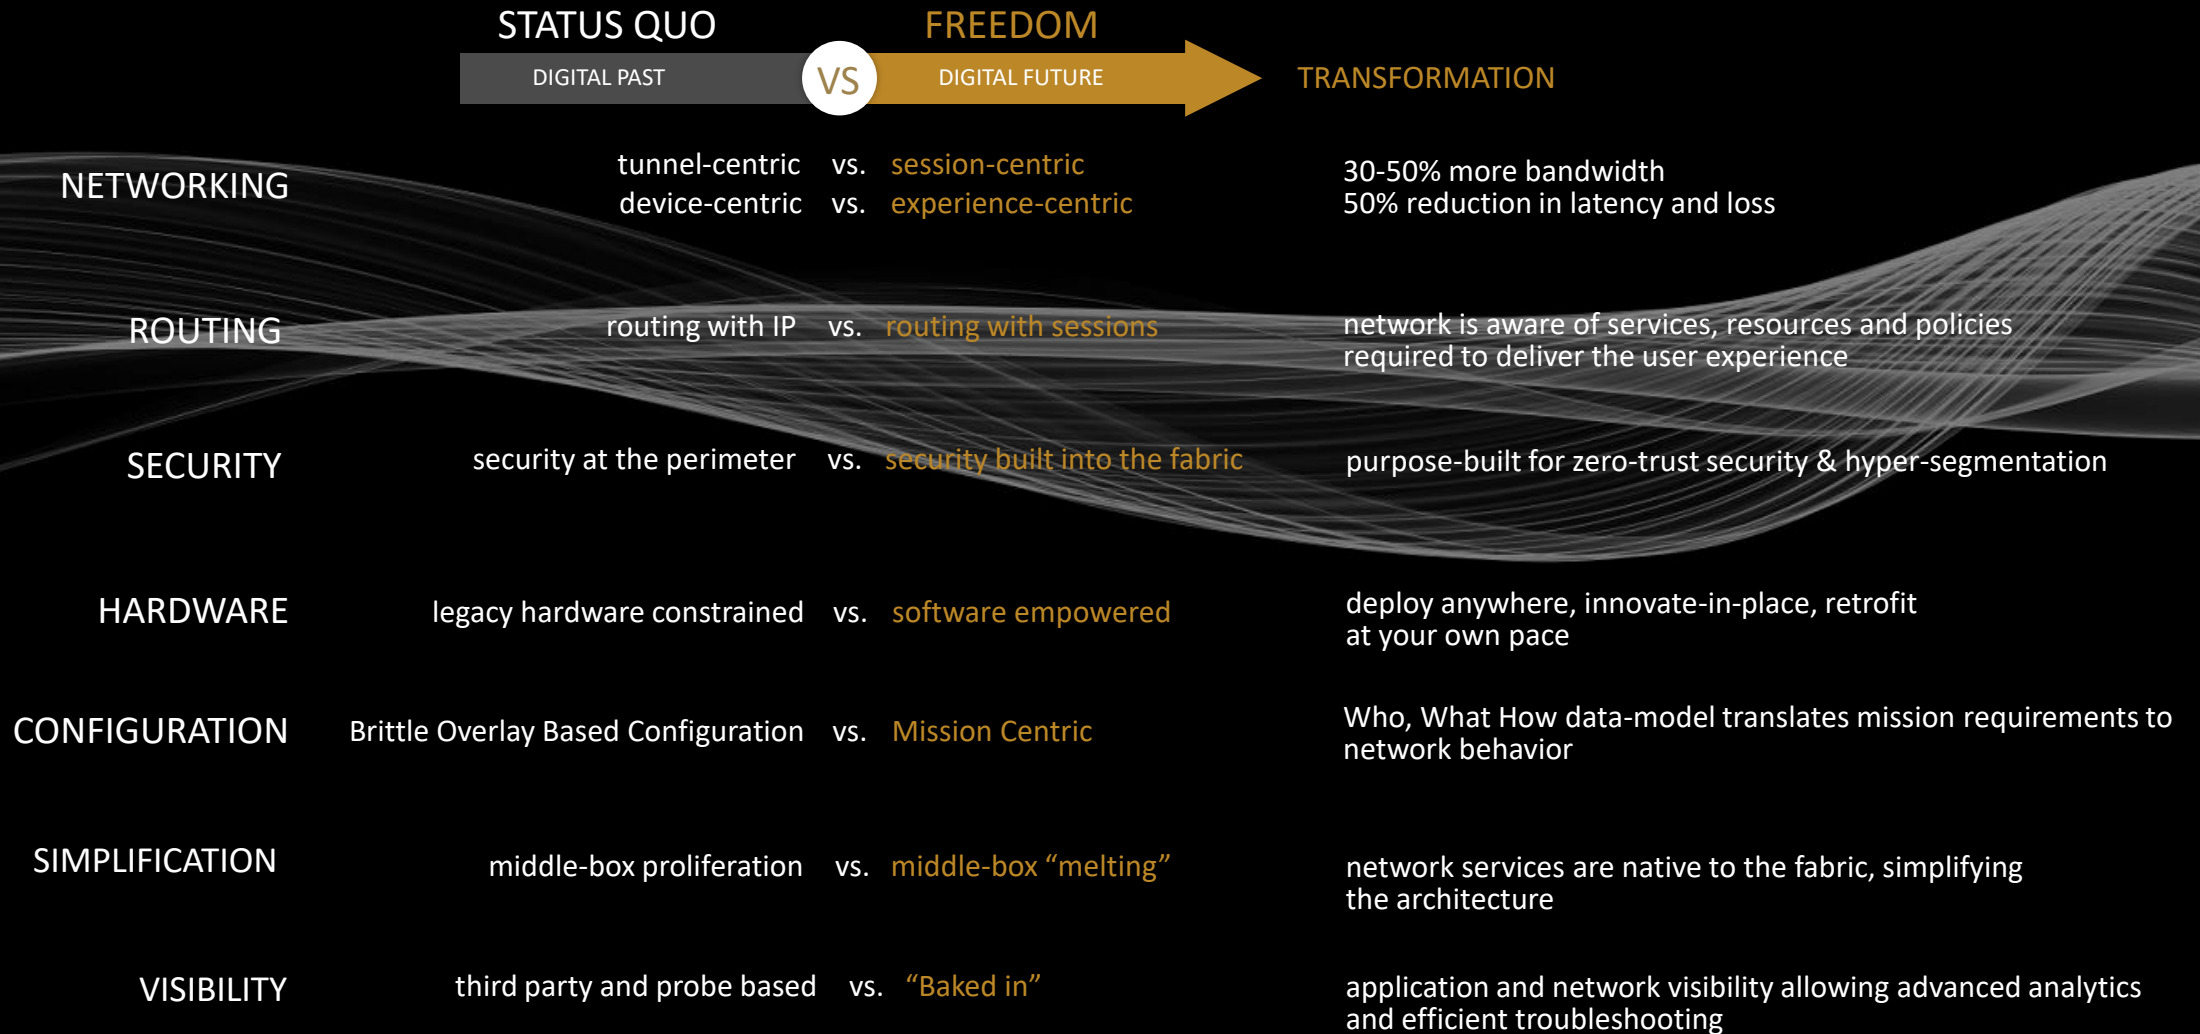 STATUS QUO
FREEDOM
DIGITAL PAST
VS
DIGITAL FUTURE
TRANSFORMATION
NETWORKING
tunnel-centric vs. session-centric
device-centric vs. experience-centric
30-50% more bandwidth
50% reduction in latency and loss
ROUTING
routing with IP vs. routing with sessions
network is aware of services, resources and policies
required to deliver the user experience
SECURITY
security at the perimeter vs. security built into the fabric
purpose-built for zero-trust security & hyper-segmentation
HARDWARE
legacy hardware constrained vs. software empowered
deploy anywhere, innovate-in-place, retrofit
at your own pace
CONFIGURATION
Brittle Overlay Based Configuration vs. Mission Centric
Who, What How data-model translates mission requirements to
network behavior
SIMPLIFICATION
middle-box proliferation vs. middle-box “melting”
network services are native to the fabric, simplifying
the architecture
VISIBILITY
third party and probe based vs. “Baked in”
application and network visibility allowing advanced analytics
and efficient troubleshooting